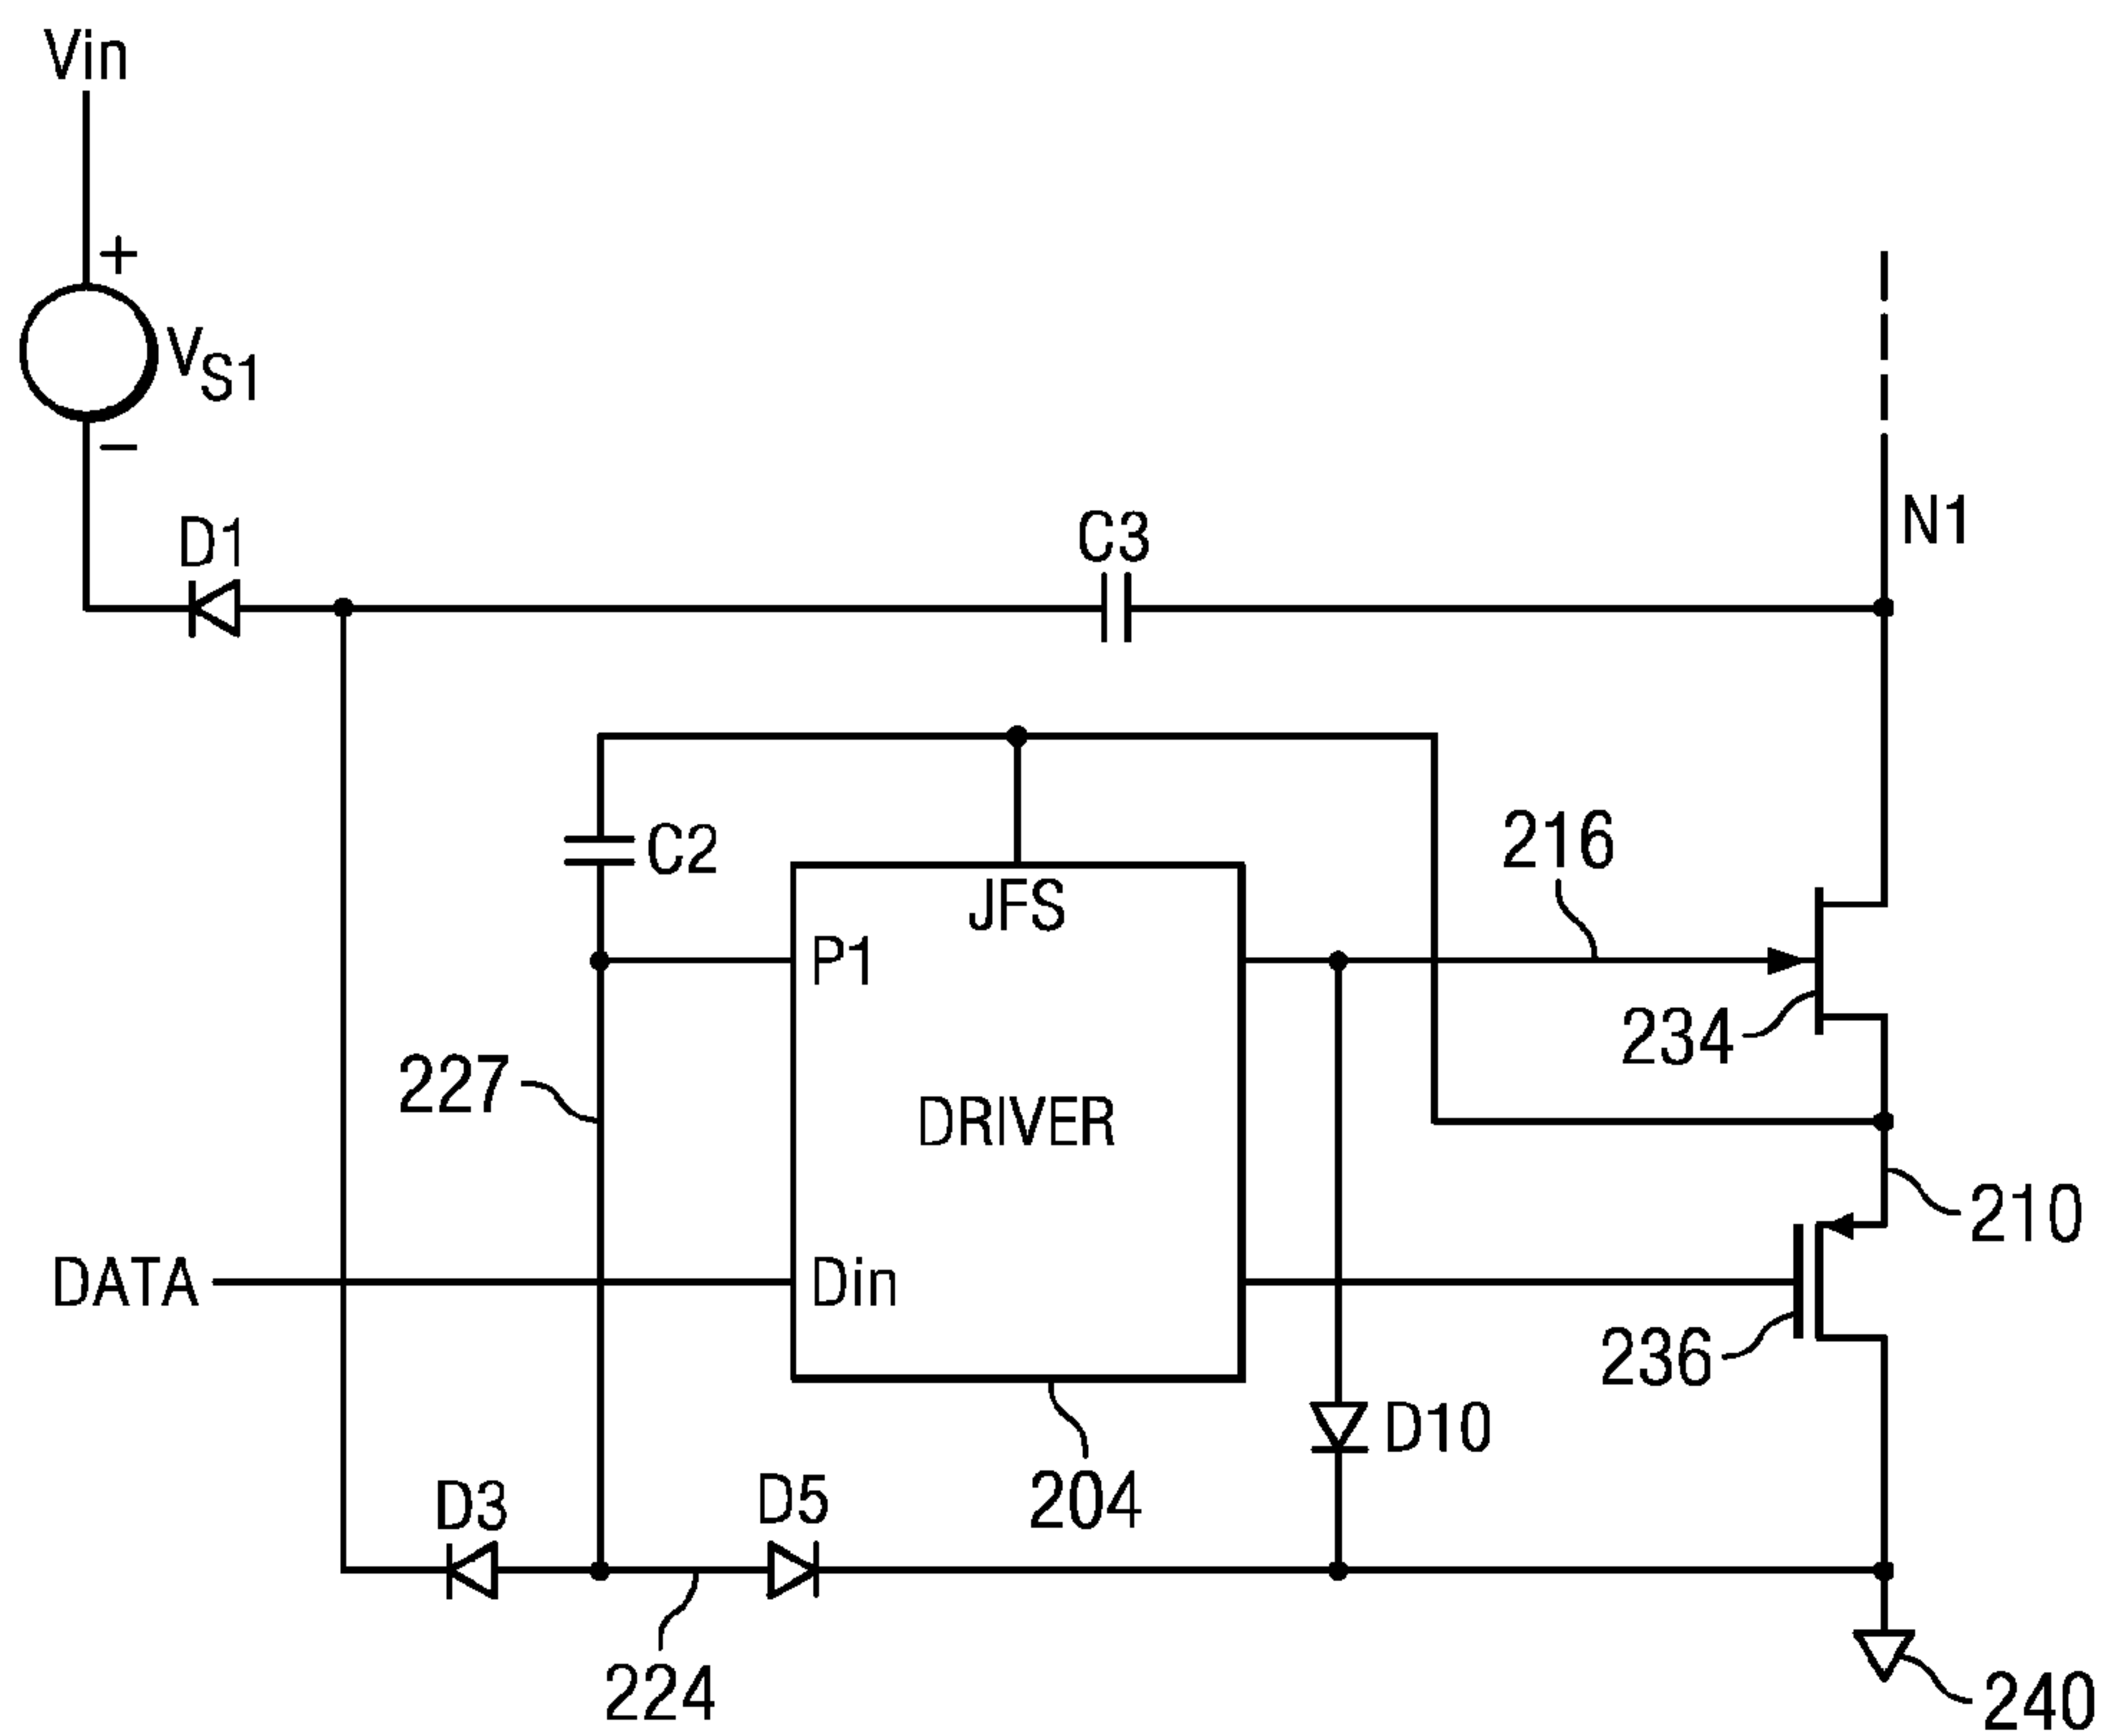 Vin
+
V_S1
−
D1
C3
N1
C2
JFS
216
P1
234
227
DRIVER
210
DATA
Din
236
D10
D3
D5
204
224
240